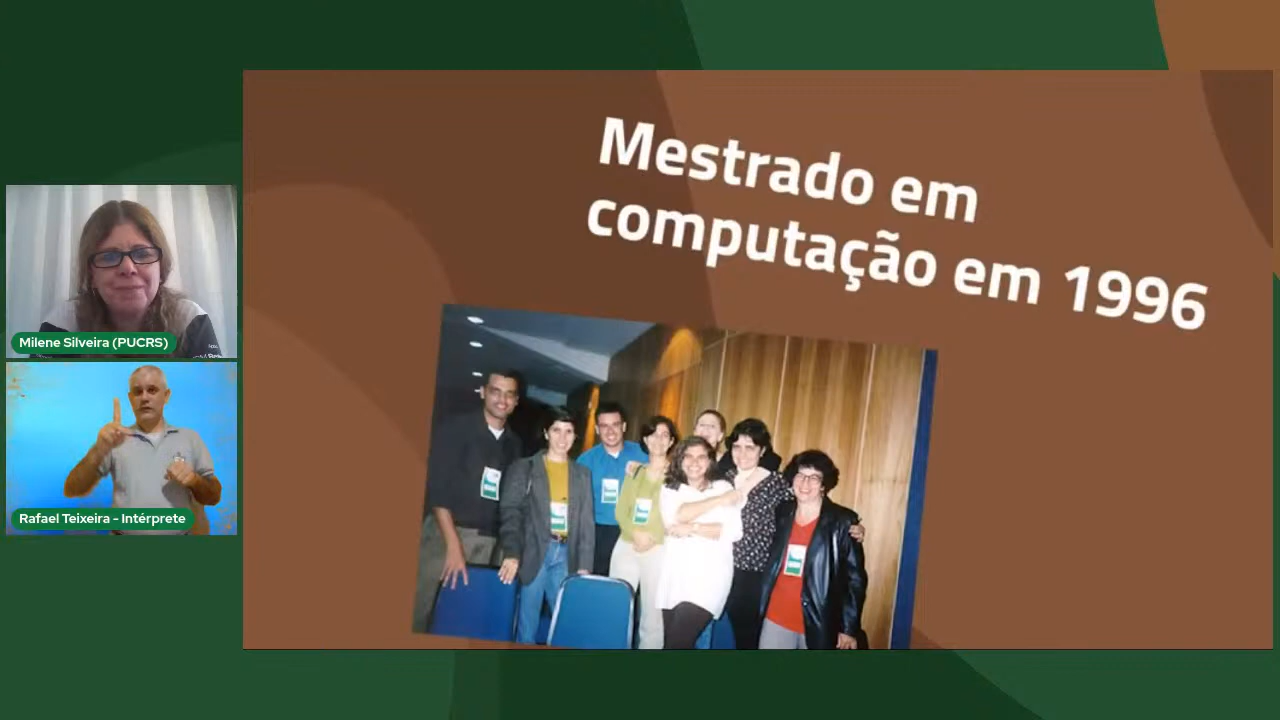 Mestrado em
computação em 1996
Milene Silveira (PUCRS)
Rafael Teixeira - Intérprete